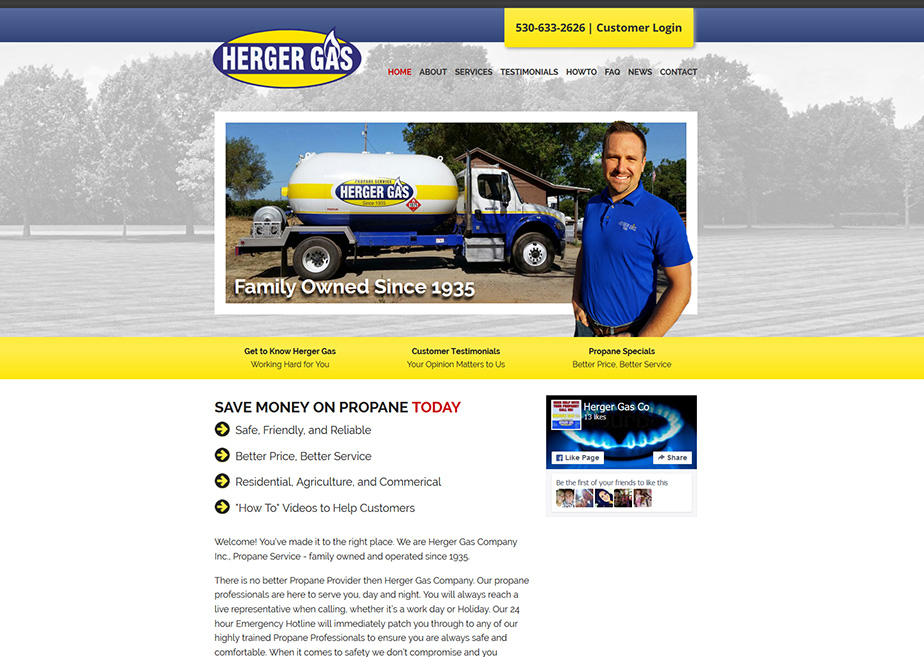 530-633-2626 | Customer Login
HERGER GAS
HOME ABOUT SERVICES TESTIMONIALS HOWTO FAQ NEWS CONTACT
PROPANE SERVICE
HERGER GAS
Since 1935
Family Owned Since 1935
Get to Know Herger Gas
Working Hard for You
Customer Testimonials
Your Opinion Matters to Us
Propane Specials
Better Price, Better Service
SAVE MONEY ON PROPANE TODAY
Safe, Friendly, and Reliable
Better Price, Better Service
Residential, Agriculture, and Commerical
"How To" Videos to Help Customers
Herger Gas Co
13 likes
Like Page
Share
Be the first of your friends to like this
Welcome! You've made it to the right place. We are Herger Gas Company
Inc., Propane Service - family owned and operated since 1935.
There is no better Propane Provider then Herger Gas Company. Our propane
professionals are here to serve you, day and night. You will always reach a
live representative when calling, whether it's a work day or Holiday. Our 24
hour Emergency Hotline will immediately patch you through to any of our
highly trained Propane Professionals to ensure you are always safe and
comfortable. When it comes to safety we don't compromise and you